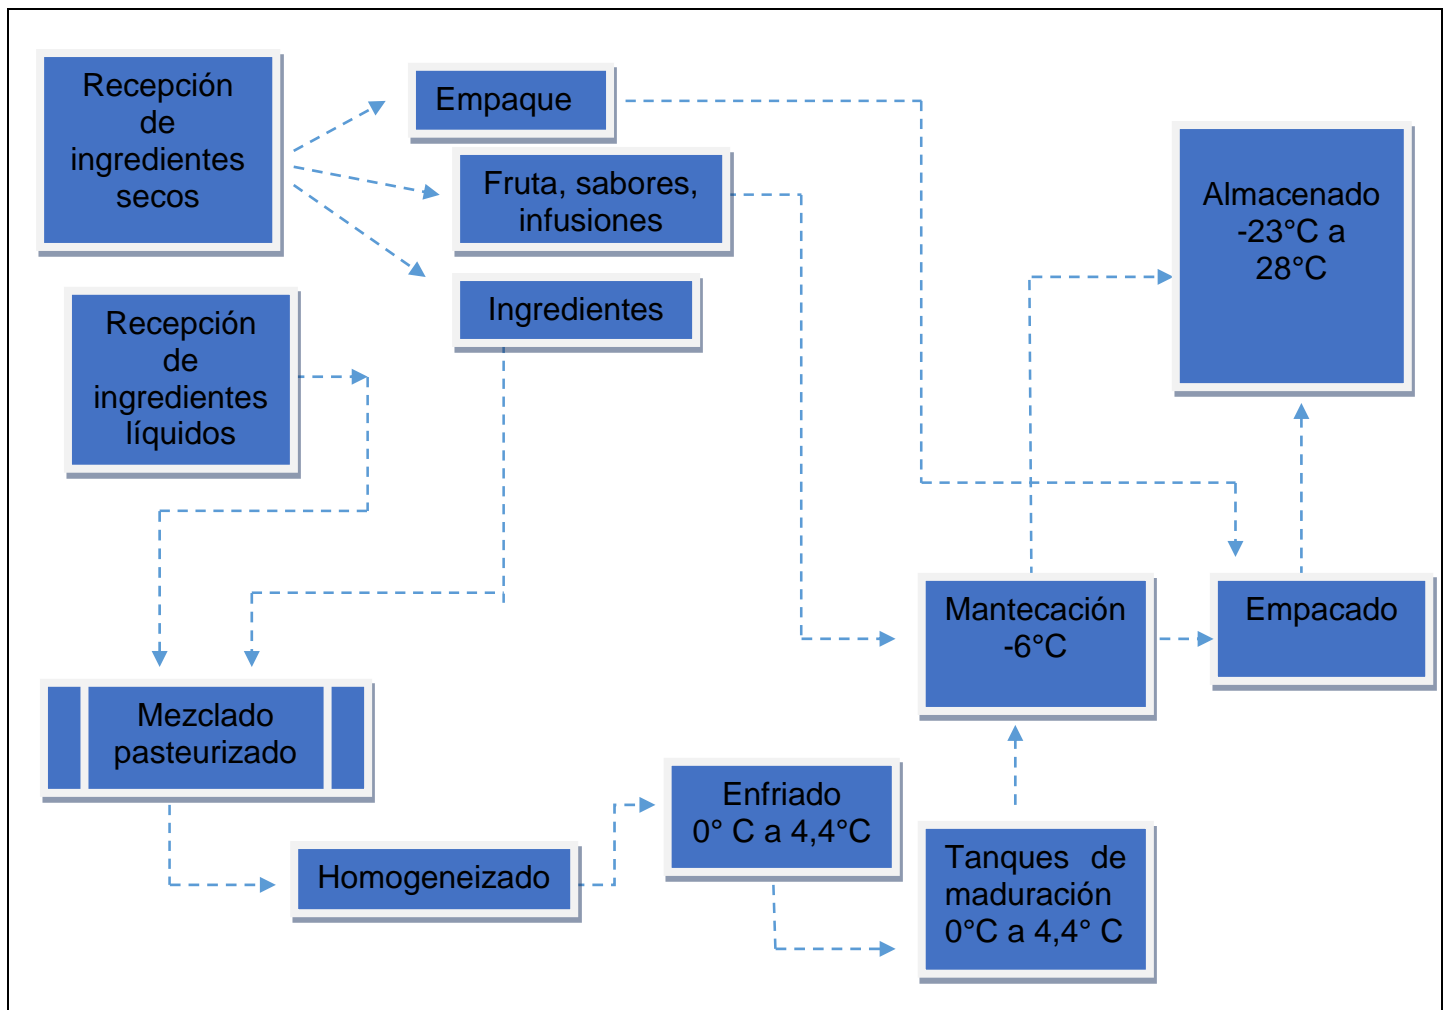 Recepción
de
ingredientes
secos
Empaque
Fruta, sabores,
infusiones
Ingredientes
Almacenado
-23°C a
28°C
Recepción
de
ingredientes
líquidos
Mantecación
-6°C
Empacado
Mezclado
pasteurizado
Homogeneizado
Enfriado
0° C a 4,4°C
Tanques de
maduración
0°C a 4,4° C